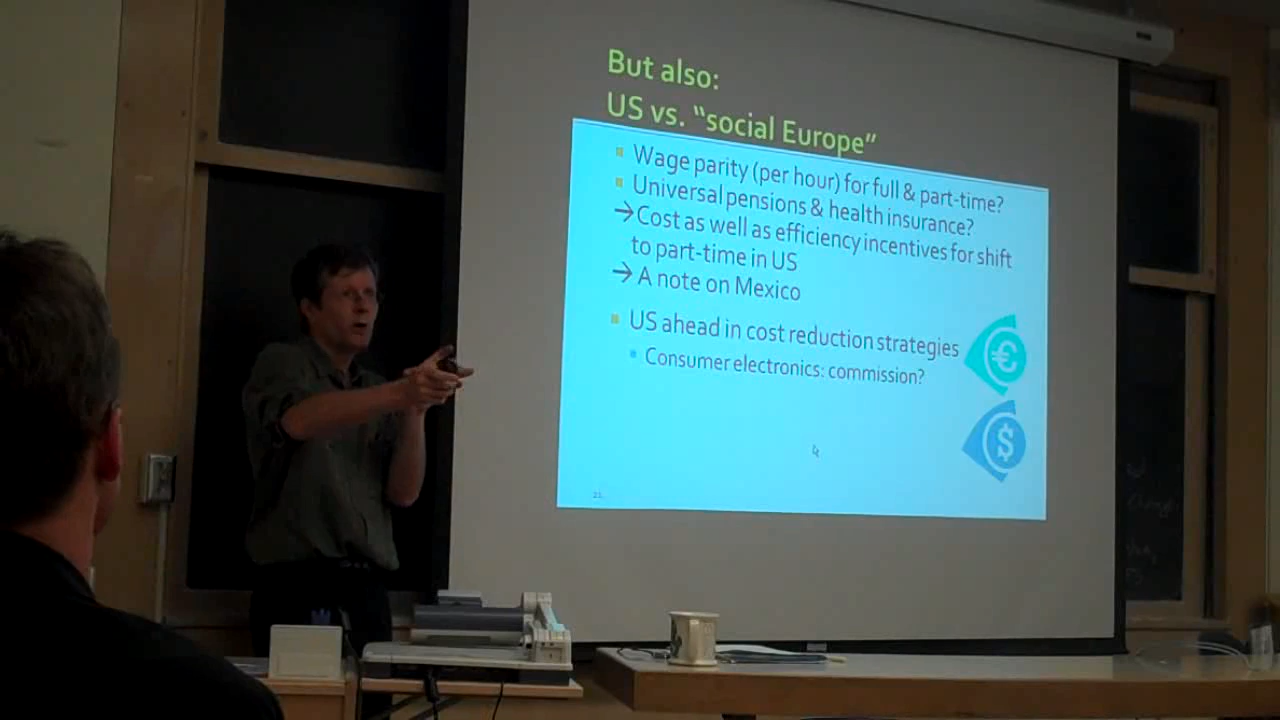 But also:
US vs. “social Europe”
Wage parity (per hour) for full & part-time?
Universal pensions & health insurance?
→Cost as well as efficiency incentives for shift
to part-time in US
→ A note on Mexico
US ahead in cost reduction strategies
Consumer electronics: commission?
€
$